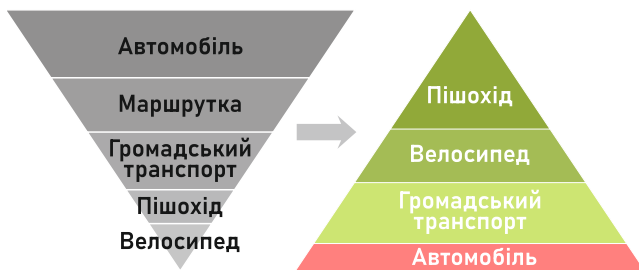 Автомобіль
Маршрутка
Громадський
транспорт
Пішохід
Велосипед
Пішохід
Велосипед
Громадський
транспорт
Автомобіль